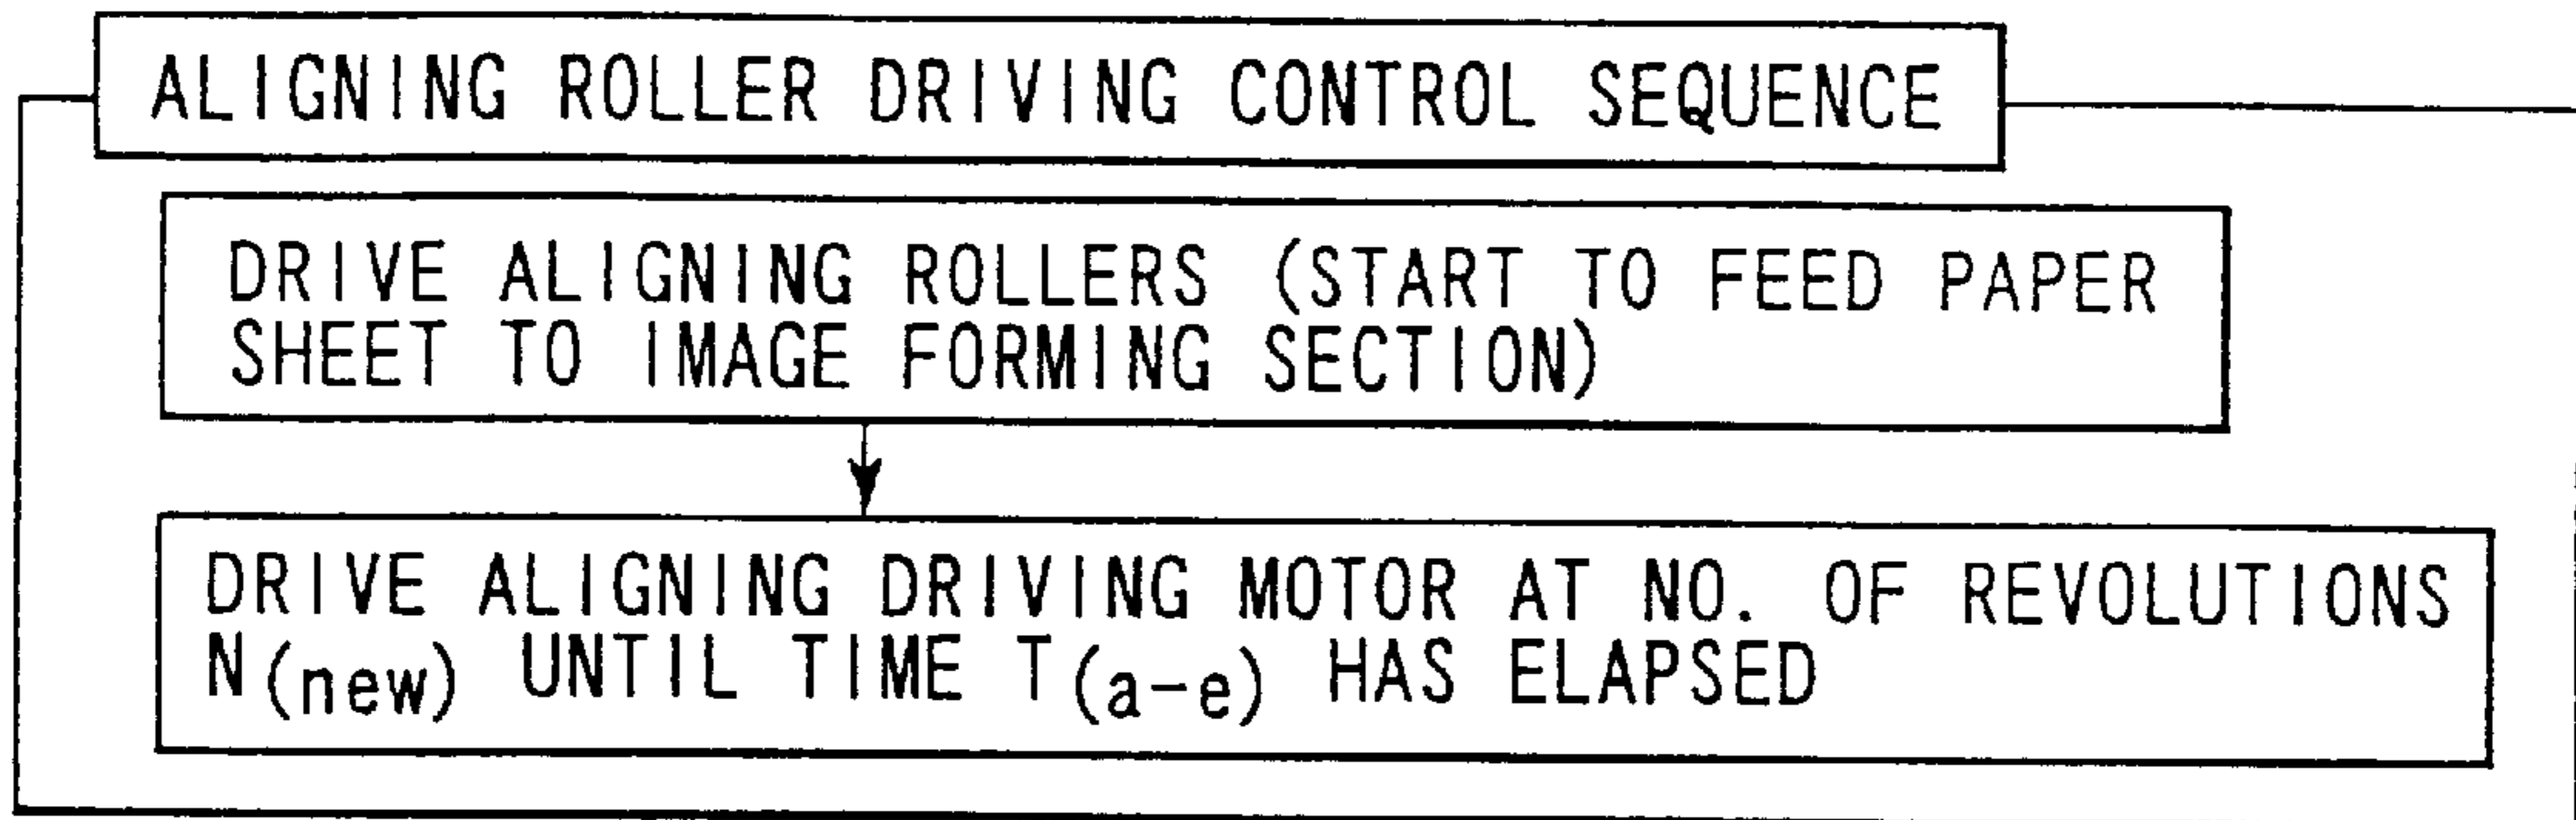 ALIGNING ROLLER DRIVING CONTROL SEQUENCE
DRIVE ALIGNING ROLLERS (START TO FEED PAPER
SHEET TO IMAGE FORMING SECTION)
DRIVE ALIGNING DRIVING MOTOR AT NO. OF REVOLUTIONS
N(new) UNTIL TIME T(a-e) HAS ELAPSED